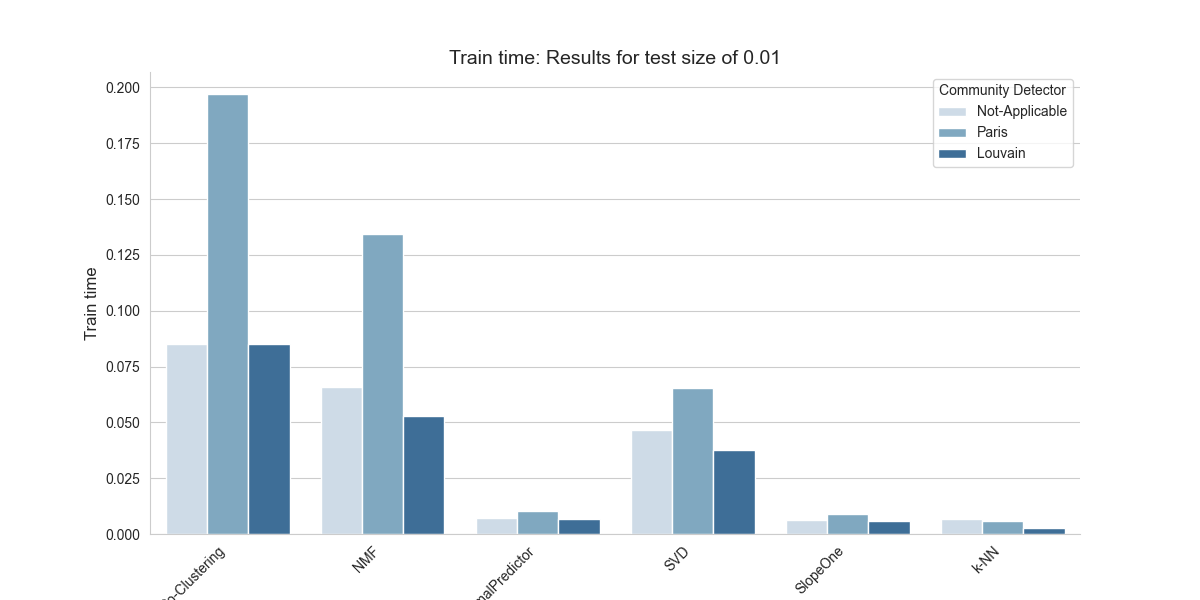 Train time: Results for test size of 0.01
Community Detector
Not-Applicable
Paris
Louvain
Train time
0.200
0.175
0.150
0.125
0.100
0.075
0.050
0.025
0.000
NMF
SVD
SlopeOne
k-NN